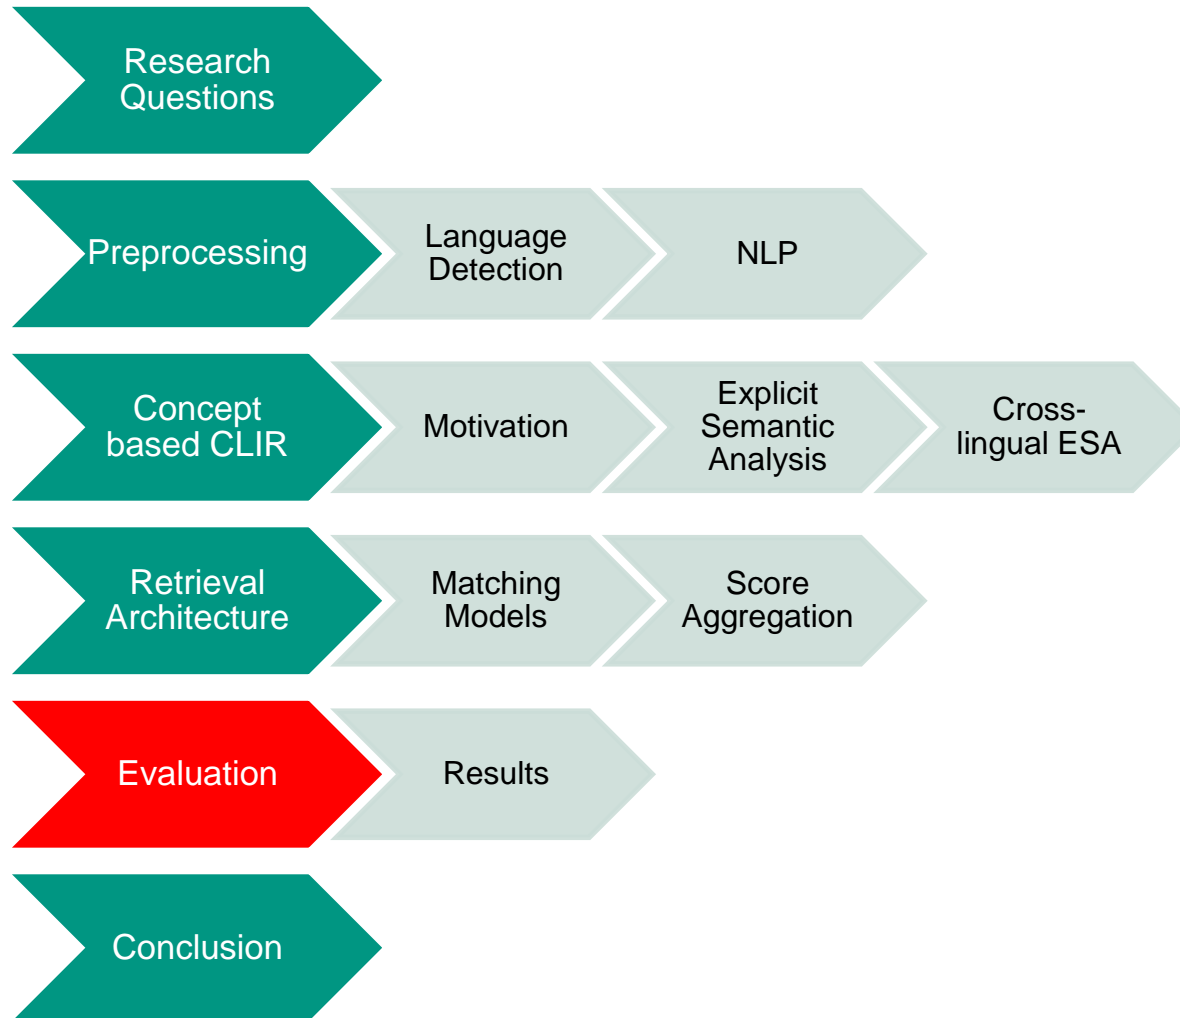 Research
Questions
Preprocessing
Language
Detection
NLP
Concept
based CLIR
Motivation
Explicit
Semantic
Analysis
Cross-
lingual ESA
Retrieval
Architecture
Matching
Models
Score
Aggregation
Evaluation
Results
Conclusion